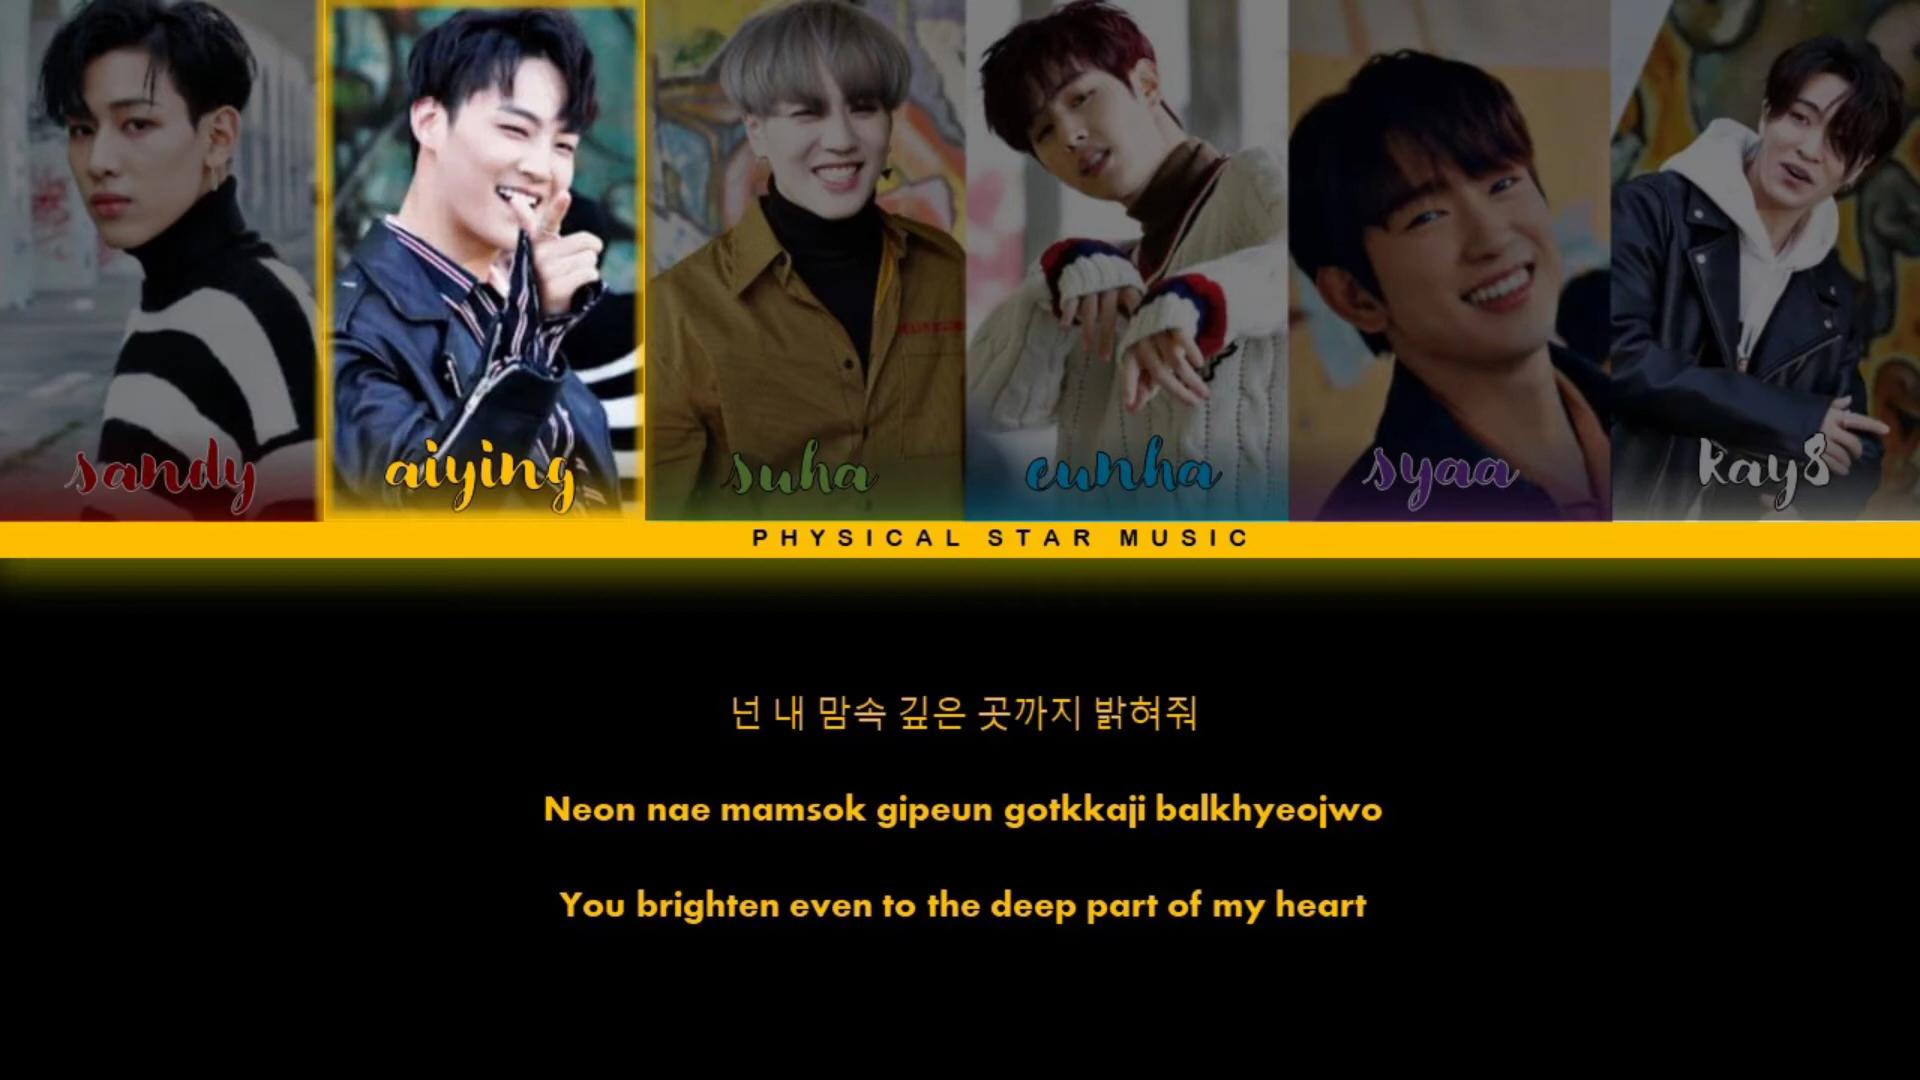 sandy aiying suha eunha syaa kay8
PHYSICAL STAR MUSIC
넌 내 맘속 깊은 곳까지 밝혀줘
Neon nae mamsok gipeun gotkkaji balkhyeojwo
You brighten even to the deep part of my heart